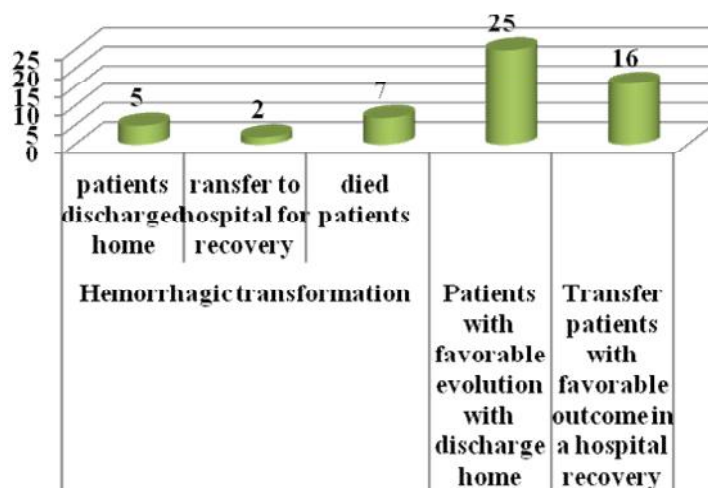 25
20
15
10
5
0
5
2
7
25
16
patients
discharged
home
ransfer to
hospital for
recovery
died
patients
Hemorrhagic transformation
Patients
with
favorable
evolution
with
discharge
home
Transfer
patients
with
favorable
outcome in
a hospital
recovery